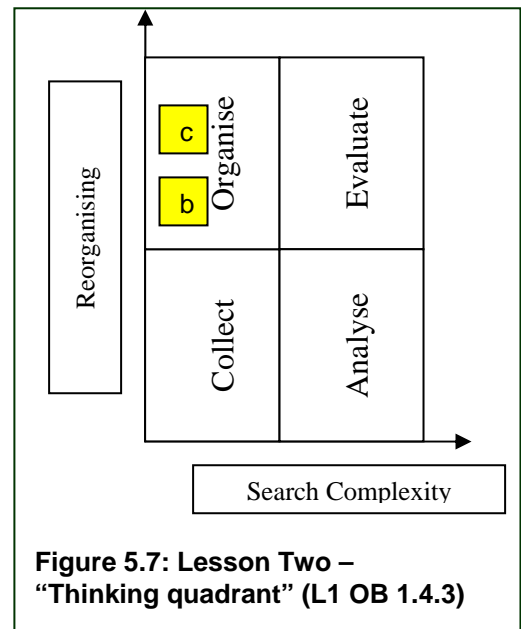 Reorganising
c
b
Organise
Evaluate
Collect
Analyse
Search Complexity
Figure 5.7: Lesson Two –
“Thinking quadrant” (L1 OB 1.4.3)